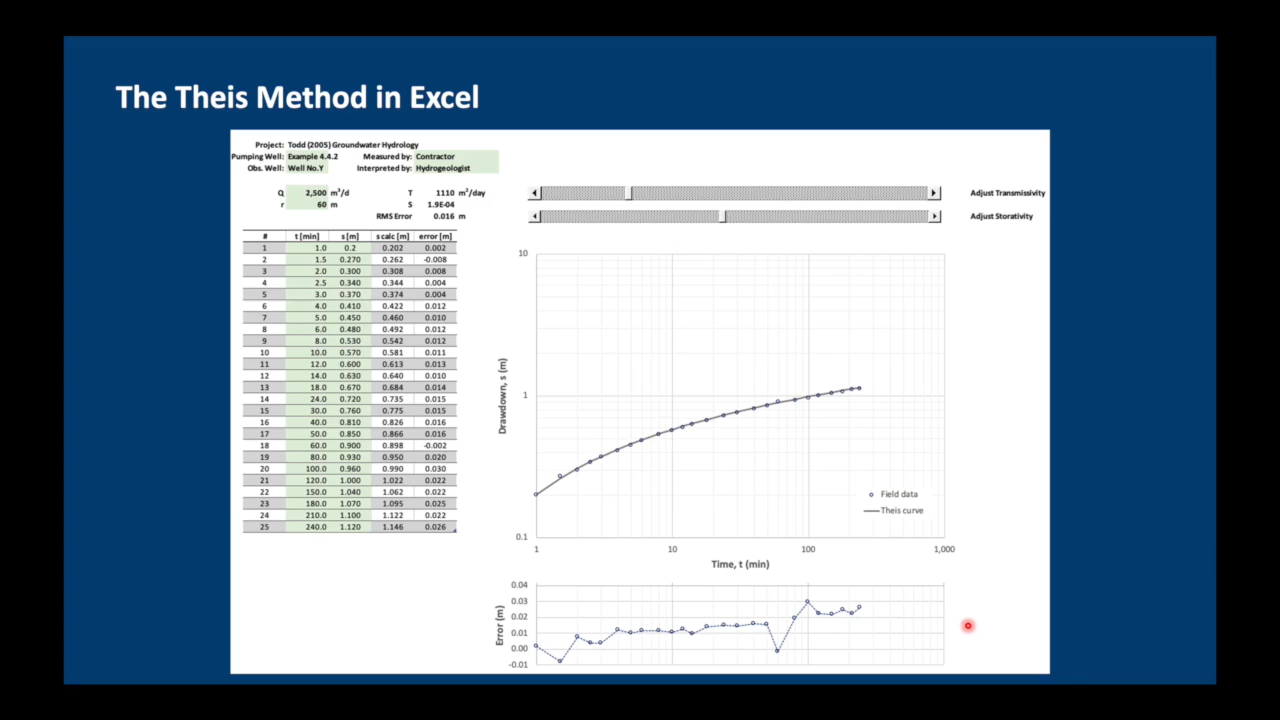 The Theis Method in Excel
Project: Todd (2005) Groundwater Hydrology
Pumping Well: Example 4.4.2 Measured by: Contractor
Obs. Well: Well No.Y Interpreted by: Hydrogeologist
Q 2,500 m³/d T 1110 m²/day
r 60 m S 1.9E-04
RMS Error 0.016 m
Adjust Transmissivity
Adjust Storativity
# t [min] s [m] s calc [m] error [m]
1 1.0 0.2 0.202 0.002
2 1.5 0.270 0.262 -0.008
3 2.0 0.300 0.308 0.008
4 2.5 0.340 0.344 0.004
5 3.0 0.370 0.374 0.004
6 4.0 0.410 0.422 0.012
7 5.0 0.450 0.460 0.010
8 6.0 0.480 0.492 0.012
9 8.0 0.530 0.542 0.012
10 10.0 0.570 0.581 0.011
11 12.0 0.600 0.613 0.013
12 14.0 0.630 0.640 0.010
13 18.0 0.670 0.684 0.014
14 24.0 0.720 0.735 0.015
15 30.0 0.760 0.775 0.015
16 40.0 0.810 0.826 0.016
17 50.0 0.850 0.866 0.016
18 60.0 0.900 0.898 -0.002
19 80.0 0.930 0.950 0.020
20 100.0 0.960 0.990 0.030
21 120.0 1.000 1.022 0.022
22 150.0 1.040 1.062 0.022
23 180.0 1.070 1.095 0.025
24 210.0 1.100 1.122 0.022
25 240.0 1.120 1.146 0.026
10
1
0.1
Drawdown, s (m)
Field data
Theis curve
1 10 100 1,000
Time, t (min)
0.04
0.03
0.02
0.01
0.00
-0.01
Error (m)